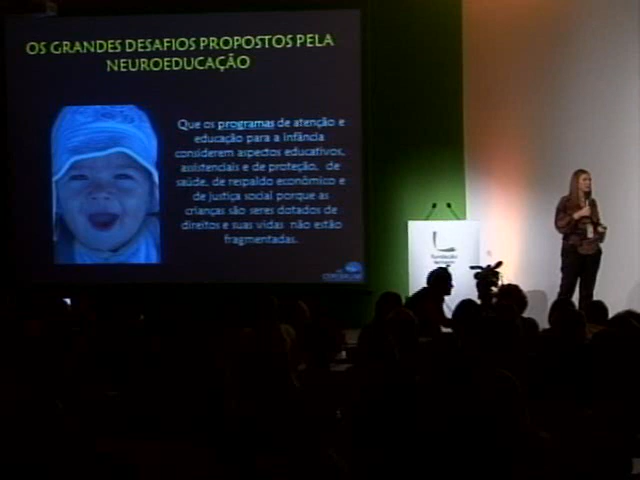 OS GRANDES DESAFIOS PROPOSTOS PELA
NEUROEDUCAÇÃO
Que os programas de atenção e
educação para a infância
considerem aspectos educativos,
assistenciais e de proteção, de
saúde, de respaldo econômico e
de justiça social porque as
crianças são seres dotados de
direitos e suas vidas não estão
fragmentadas.
Fundação